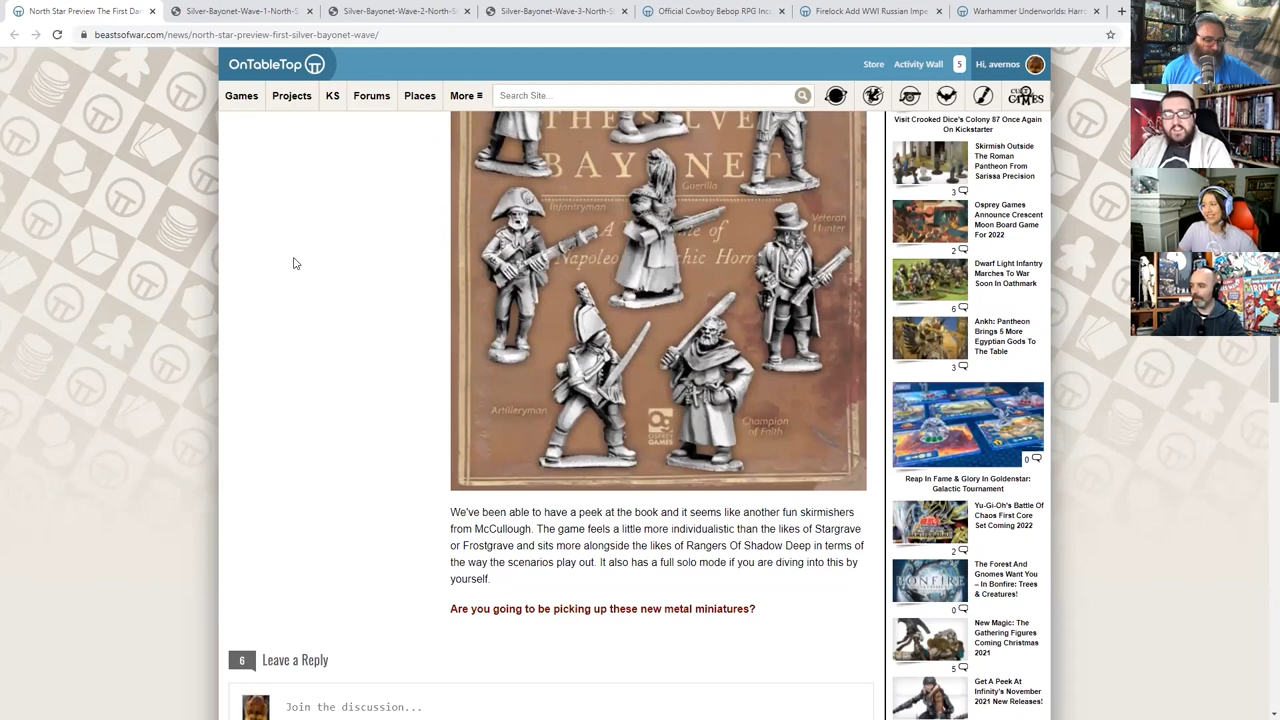 North Star Preview The First Dar
Silver-Bayonet-Wave-1-North-S
Silver-Bayonet-Wave-2-North-S
Silver-Bayonet-Wave-3-North-S
Official Cowboy Bebop RPG Inc
Firelock Add WWI Russian Imp
Warhammer Underworlds: Harro
beastsofwar.com/news/north-star-preview-first-silver-bayonet-wave/
OnTableTop
Store
Activity Wall
5
Hi, avernos
Games
Projects
KS
Forums
Places
More
Search Site...
GAMES
THE SILVER
BAYONET
Guerilla
Infantryman
Veteran
Hunter
Artilleryman
Champion
of Faith
OSPREY
GAMES
We've been able to have a peek at the book and it seems like another fun skirmishers
from McCullough. The game feels a little more individualistic than the likes of Stargrave
or Frostgrave and sits more alongside the likes of Rangers Of Shadow Deep in terms of
the way the scenarios play out. It also has a full solo mode if you are diving into this by
yourself.
Are you going to be picking up these new metal miniatures?
6
Leave a Reply
Join the discussion...
Visit Crooked Dice's Colony 87 Once Again
On Kickstarter
Skirmish Outside
The Roman
Pantheon From
Sarissa Precision
3
Osprey Games
Announce Crescent
Moon Board Game
For 2022
2
Dwarf Light Infantry
Marches To War
Soon In Oathmark
6
Ankh: Pantheon
Brings 5 More
Egyptian Gods To
The Table
3
0
Reap In Fame & Glory In Goldenstar:
Galactic Tournament
Yu-Gi-Oh's Battle Of
Chaos First Core
Set Coming 2022
2
The Forest And
Gnomes Want You
– In Bonfire: Trees
& Creatures!
BONFIRE
0
New Magic: The
Gathering Figures
Coming Christmas
2021
5
Get A Peek At
Infinity's November
2021 New Releases!